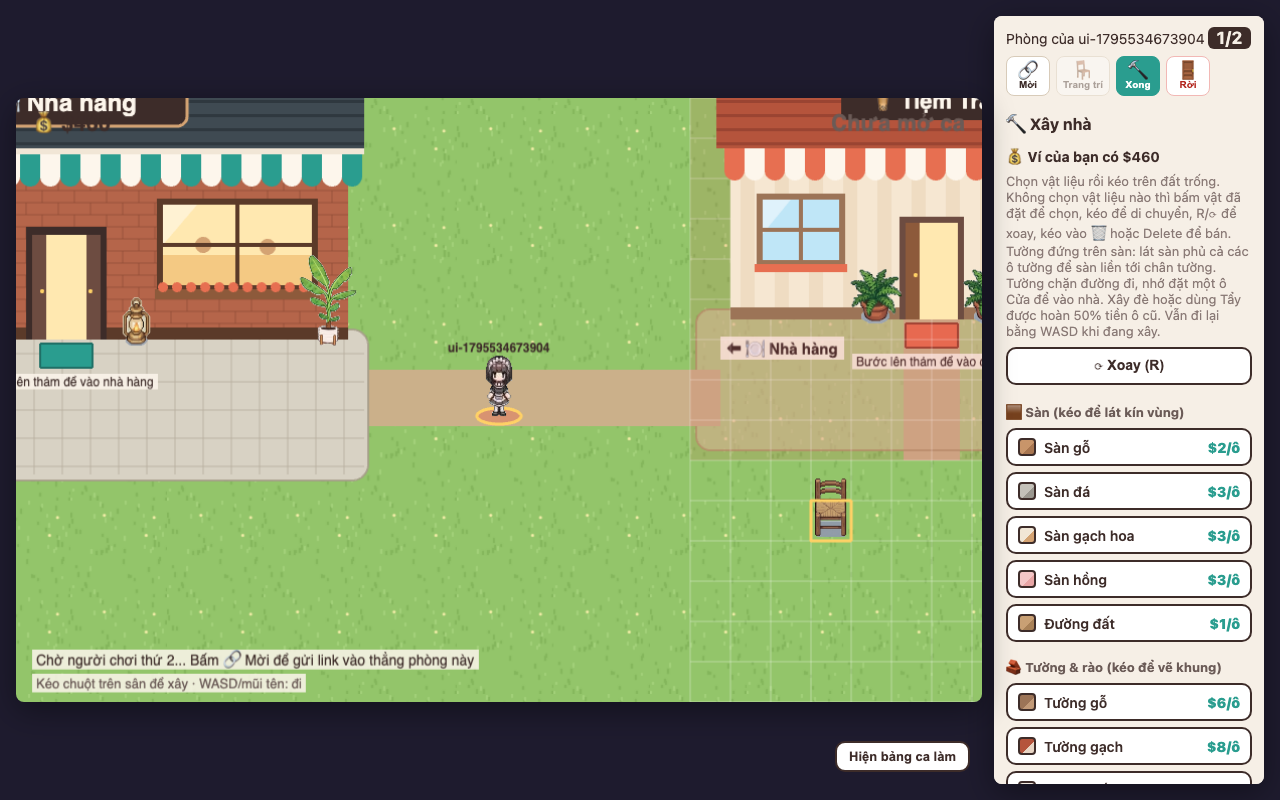 Nhà hàng
Chưa mở ca
ui-1795534673904
Nhà hàng
để vào nhà hàng
Bước lên thảm để vào
Chờ người chơi thứ 2... Bấm Mời để gửi link vào thẳng phòng này
Kéo chuột trên sân để xây · WASD/mũi tên: đi
Hiện bảng ca làm
Phòng của ui-1795534673904 1/2
Mời Trang trí Xong Rời
Xây nhà
Ví của bạn có $460
Chọn vật liệu rồi kéo trên đất trống.
Không chọn vật liệu nào thì bấm vật đã
đặt để chọn, kéo để di chuyển, R/⟳ để
xoay, kéo vào 🗑 hoặc Delete để bán.
Tường đứng trên sàn: lát sàn phủ cả các
ô tường để sàn liền tới chân tường.
Tường chặn đường đi, nhớ đặt một ô
Cửa để vào nhà. Xây đè hoặc dùng Tẩy
được hoàn 50% tiền ô cũ. Vẫn đi lại
bằng WASD khi đang xây.
⟳ Xoay (R)
Sàn (kéo để lát kín vùng)
Sàn gỗ $2/ô
Sàn đá $3/ô
Sàn gạch hoa $3/ô
Sàn hồng $3/ô
Đường đất $1/ô
Tường & rào (kéo để vẽ khung)
Tường gỗ $6/ô
Tường gạch $8/ô